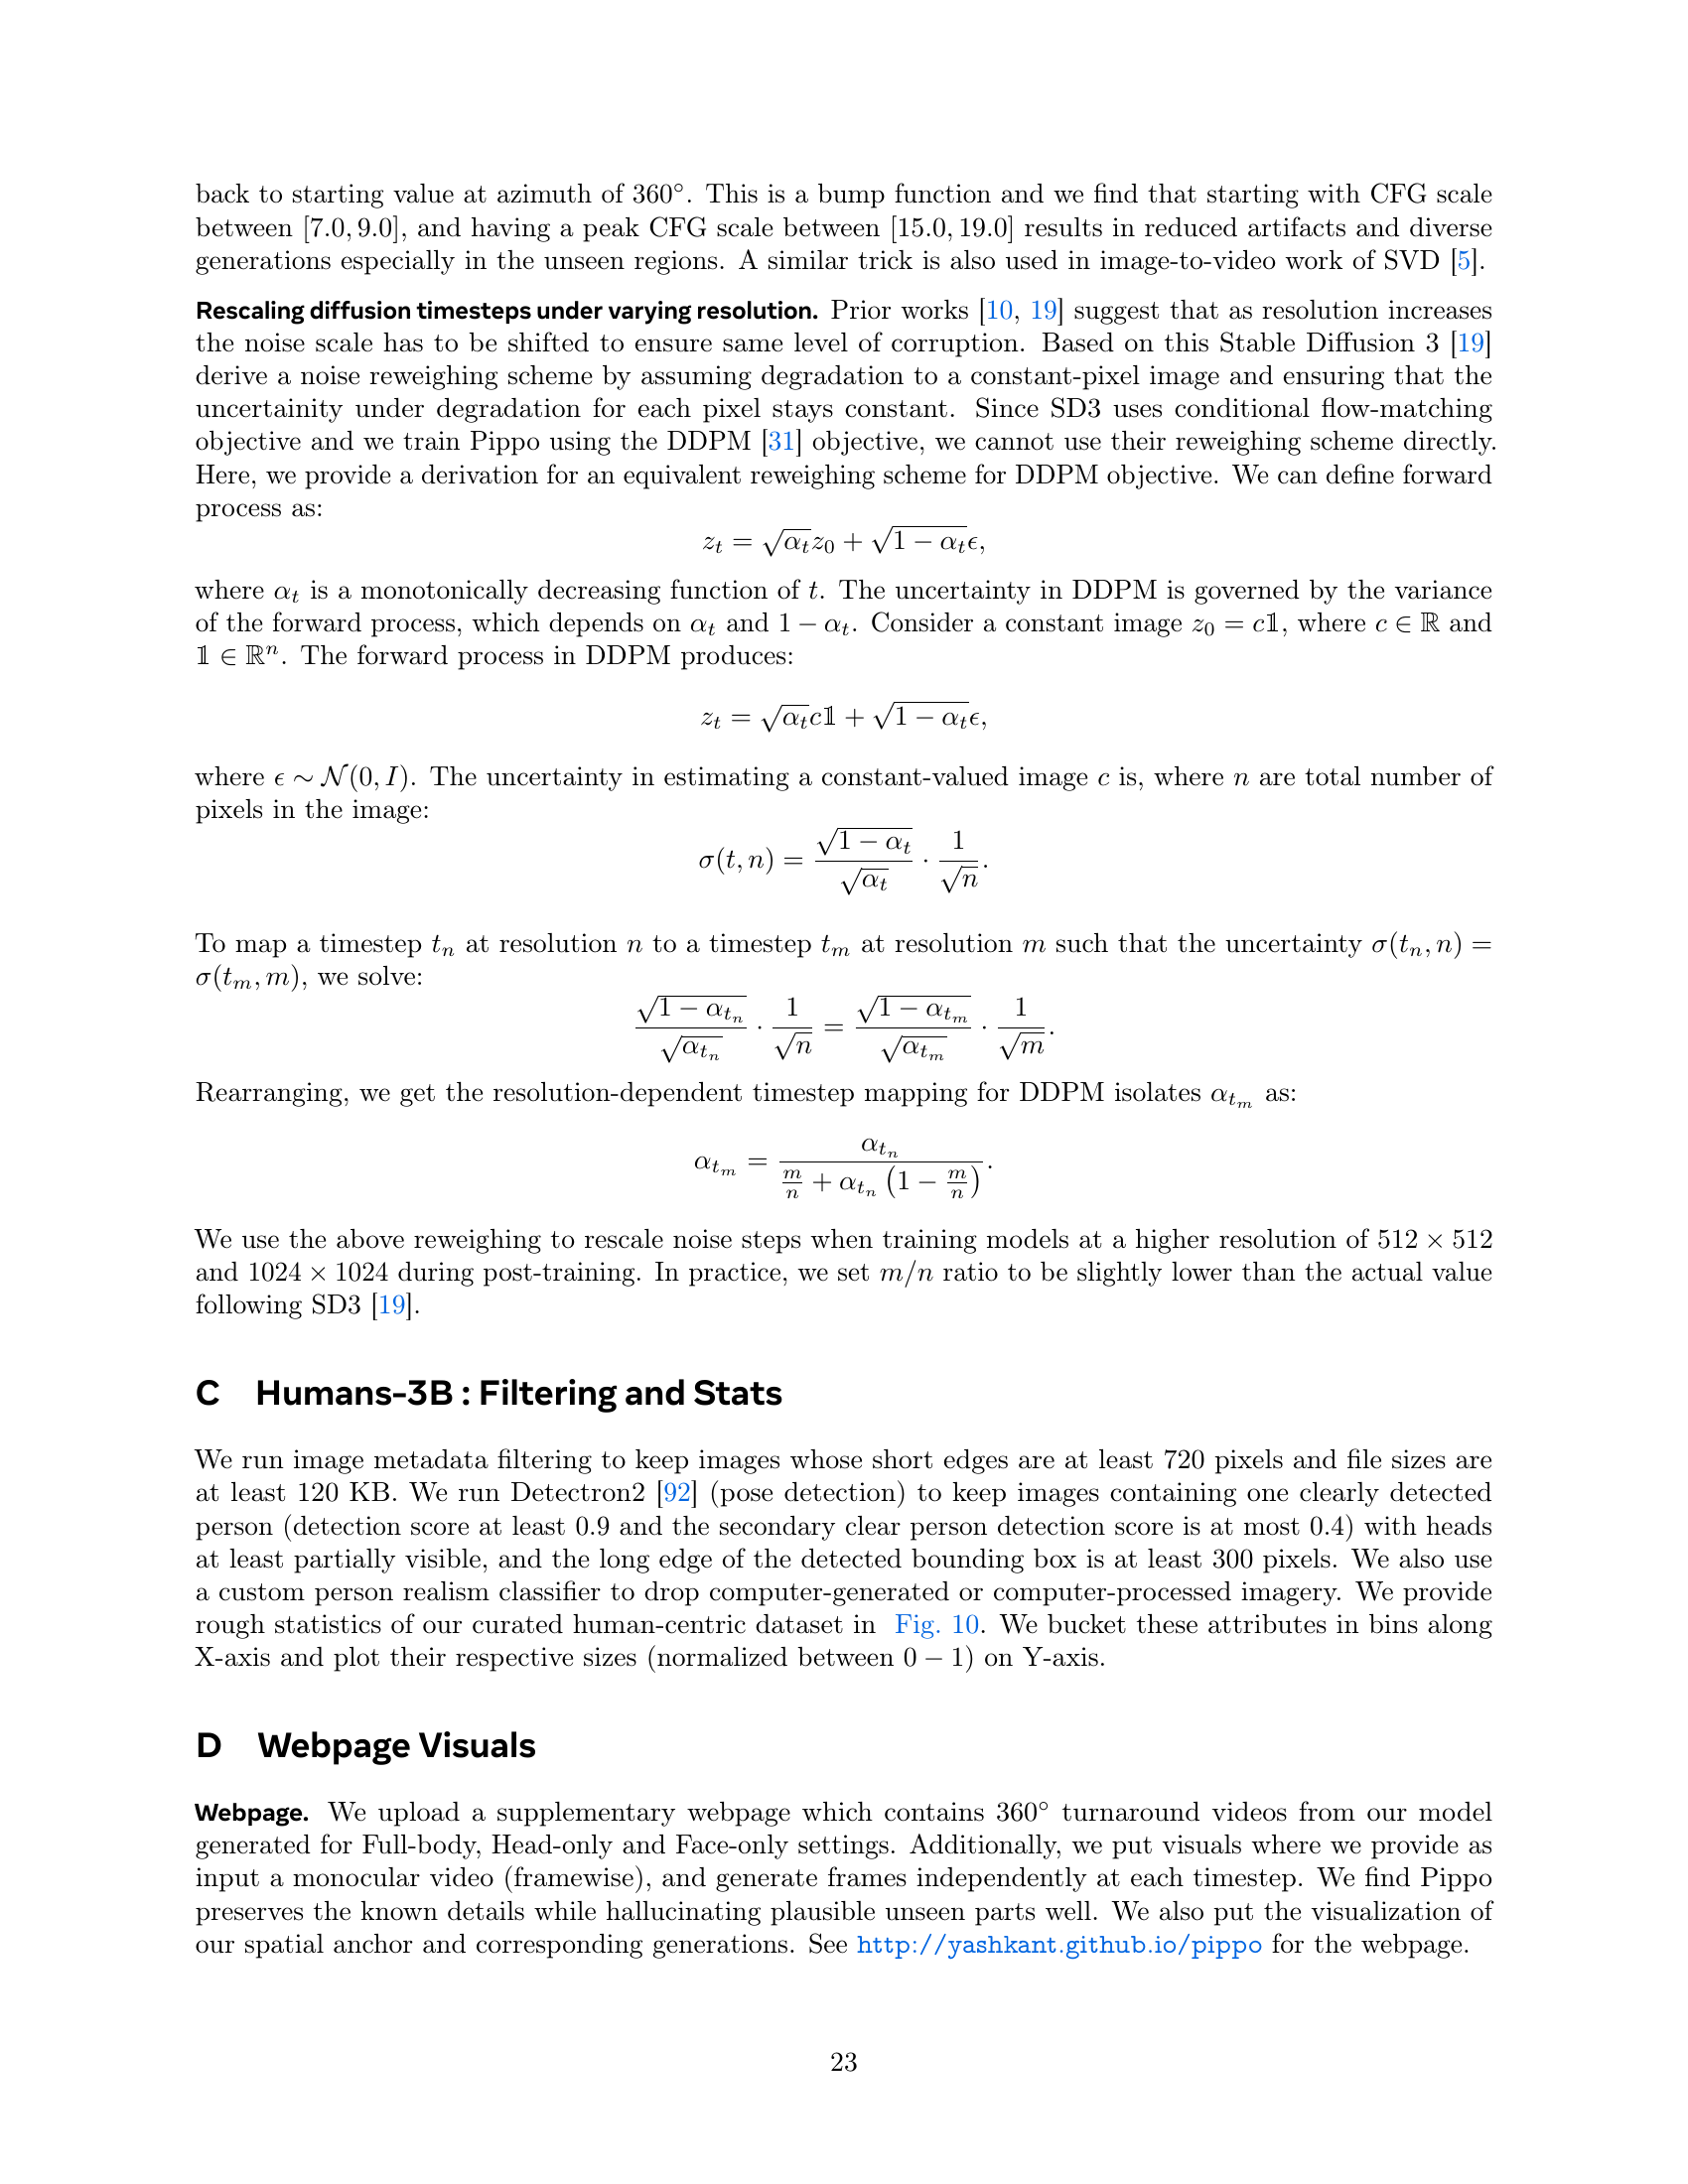 back to starting value at azimuth of 360°. This is a bump function and we find that starting with CFG scale
between [7.0, 9.0], and having a peak CFG scale between [15.0, 19.0] results in reduced artifacts and diverse
generations especially in the unseen regions. A similar trick is also used in image-to-video work of SVD [5].
Rescaling diffusion timesteps under varying resolution. Prior works [10, 19] suggest that as resolution increases
the noise scale has to be shifted to ensure same level of corruption. Based on this Stable Diffusion 3 [19]
derive a noise reweighing scheme by assuming degradation to a constant-pixel image and ensuring that the
uncertainity under degradation for each pixel stays constant. Since SD3 uses conditional flow-matching
objective and we train Pippo using the DDPM [31] objective, we cannot use their reweighing scheme directly.
Here, we provide a derivation for an equivalent reweighing scheme for DDPM objective. We can define forward
process as:
$z_t = \sqrt{\alpha_t} z_0 + \sqrt{1 - \alpha_t} \epsilon,$
where $\alpha_t$ is a monotonically decreasing function of $t$. The uncertainty in DDPM is governed by the variance
of the forward process, which depends on $\alpha_t$ and $1 - \alpha_t$. Consider a constant image $z_0 = c\mathbb{1}$, where $c \in \mathbb{R}$ and
$\mathbb{1} \in \mathbb{R}^n$. The forward process in DDPM produces:
$z_t = \sqrt{\alpha_t} c\mathbb{1} + \sqrt{1 - \alpha_t} \epsilon,$
where $\epsilon \sim \mathcal{N}(0, I)$. The uncertainty in estimating a constant-valued image $c$ is, where $n$ are total number of
pixels in the image:
$\sigma(t, n) = \frac{\sqrt{1 - \alpha_t}}{\sqrt{\alpha_t}} \cdot \frac{1}{\sqrt{n}}.$
To map a timestep $t_n$ at resolution $n$ to a timestep $t_m$ at resolution $m$ such that the uncertainty $\sigma(t_n, n) =$
$\sigma(t_m, m)$, we solve:
$\frac{\sqrt{1 - \alpha_{t_n}}}{\sqrt{\alpha_{t_n}}} \cdot \frac{1}{\sqrt{n}} = \frac{\sqrt{1 - \alpha_{t_m}}}{\sqrt{\alpha_{t_m}}} \cdot \frac{1}{\sqrt{m}}.$
Rearranging, we get the resolution-dependent timestep mapping for DDPM isolates $\alpha_{t_m}$ as:
$\alpha_{t_m} = \frac{\alpha_{t_n}}{\frac{m}{n} + \alpha_{t_n} \left(1 - \frac{m}{n}\right)}.$
We use the above reweighing to rescale noise steps when training models at a higher resolution of 512 × 512
and 1024 × 1024 during post-training. In practice, we set $m/n$ ratio to be slightly lower than the actual value
following SD3 [19].
C Humans-3B : Filtering and Stats
We run image metadata filtering to keep images whose short edges are at least 720 pixels and file sizes are
at least 120 KB. We run Detectron2 [92] (pose detection) to keep images containing one clearly detected
person (detection score at least 0.9 and the secondary clear person detection score is at most 0.4) with heads
at least partially visible, and the long edge of the detected bounding box is at least 300 pixels. We also use
a custom person realism classifier to drop computer-generated or computer-processed imagery. We provide
rough statistics of our curated human-centric dataset in Fig. 10. We bucket these attributes in bins along
X-axis and plot their respective sizes (normalized between 0 − 1) on Y-axis.
D Webpage Visuals
Webpage. We upload a supplementary webpage which contains 360° turnaround videos from our model
generated for Full-body, Head-only and Face-only settings. Additionally, we put visuals where we provide as
input a monocular video (framewise), and generate frames independently at each timestep. We find Pippo
preserves the known details while hallucinating plausible unseen parts well. We also put the visualization of
our spatial anchor and corresponding generations. See http://yashkant.github.io/pippo for the webpage.
23